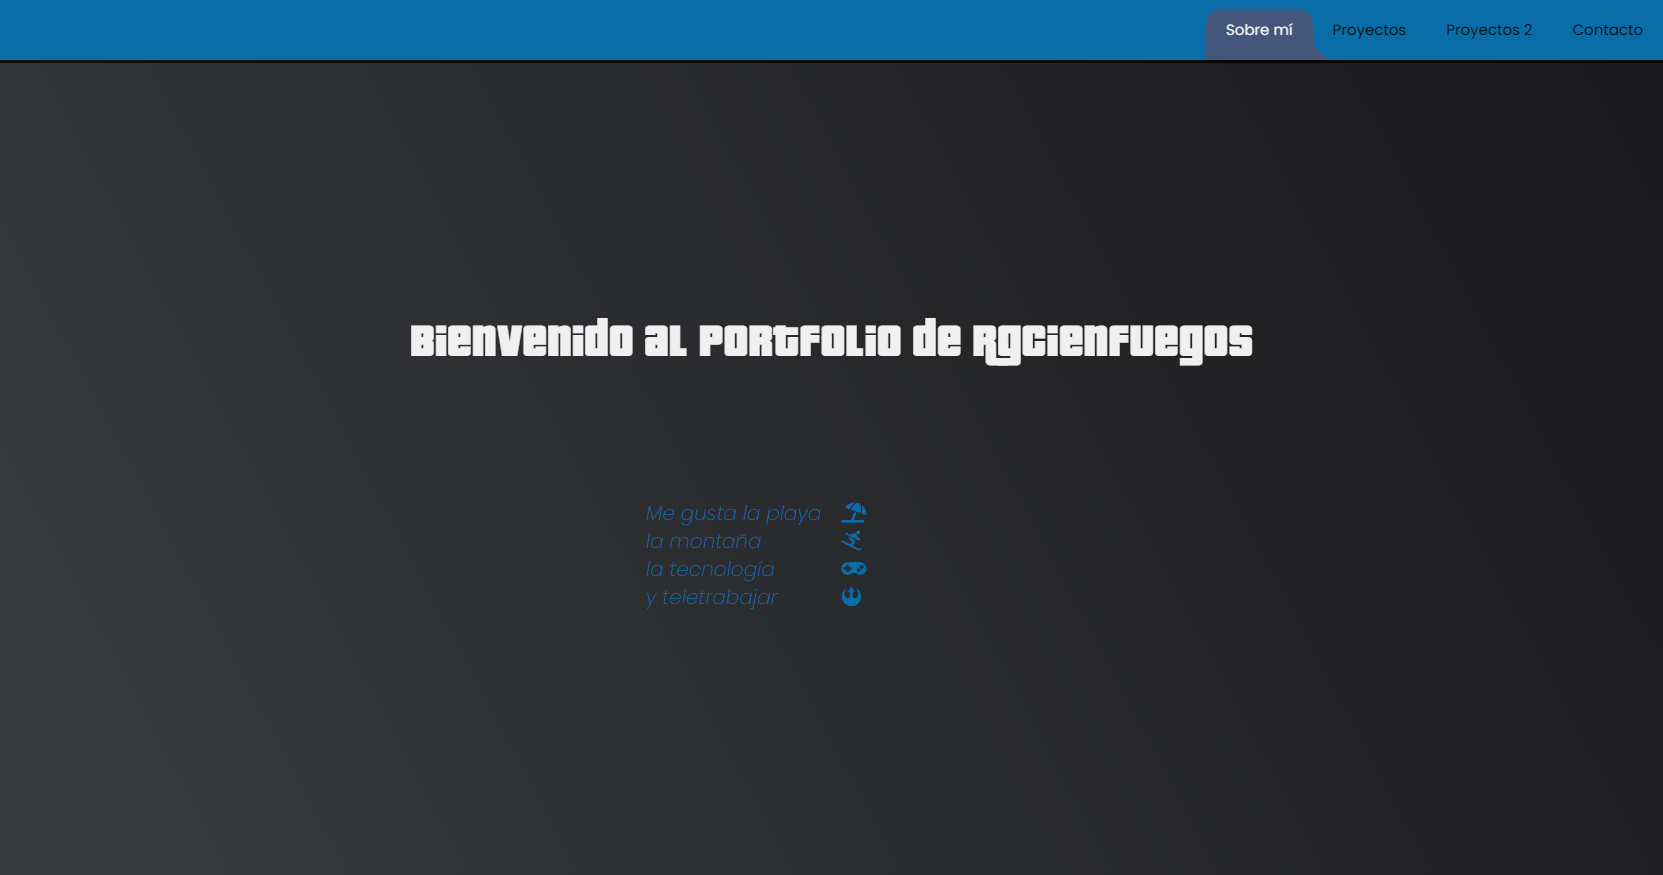 Sobre mí
Proyectos
Proyectos 2
Contacto
Bienvenido al portfolio de Rgcienfuegos
Me gusta la playa
la montaña
la tecnología
y teletrabajar